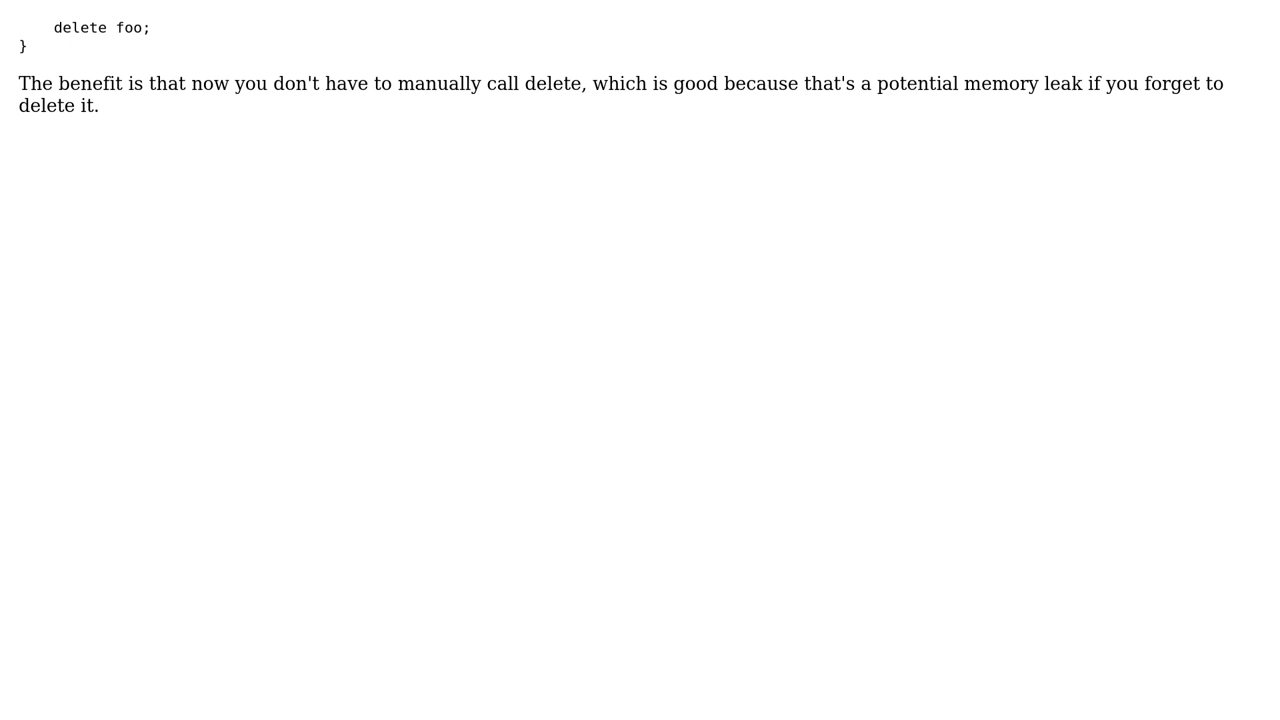 delete foo;
}
The benefit is that now you don't have to manually call delete, which is good because that's a potential memory leak if you forget to
delete it.